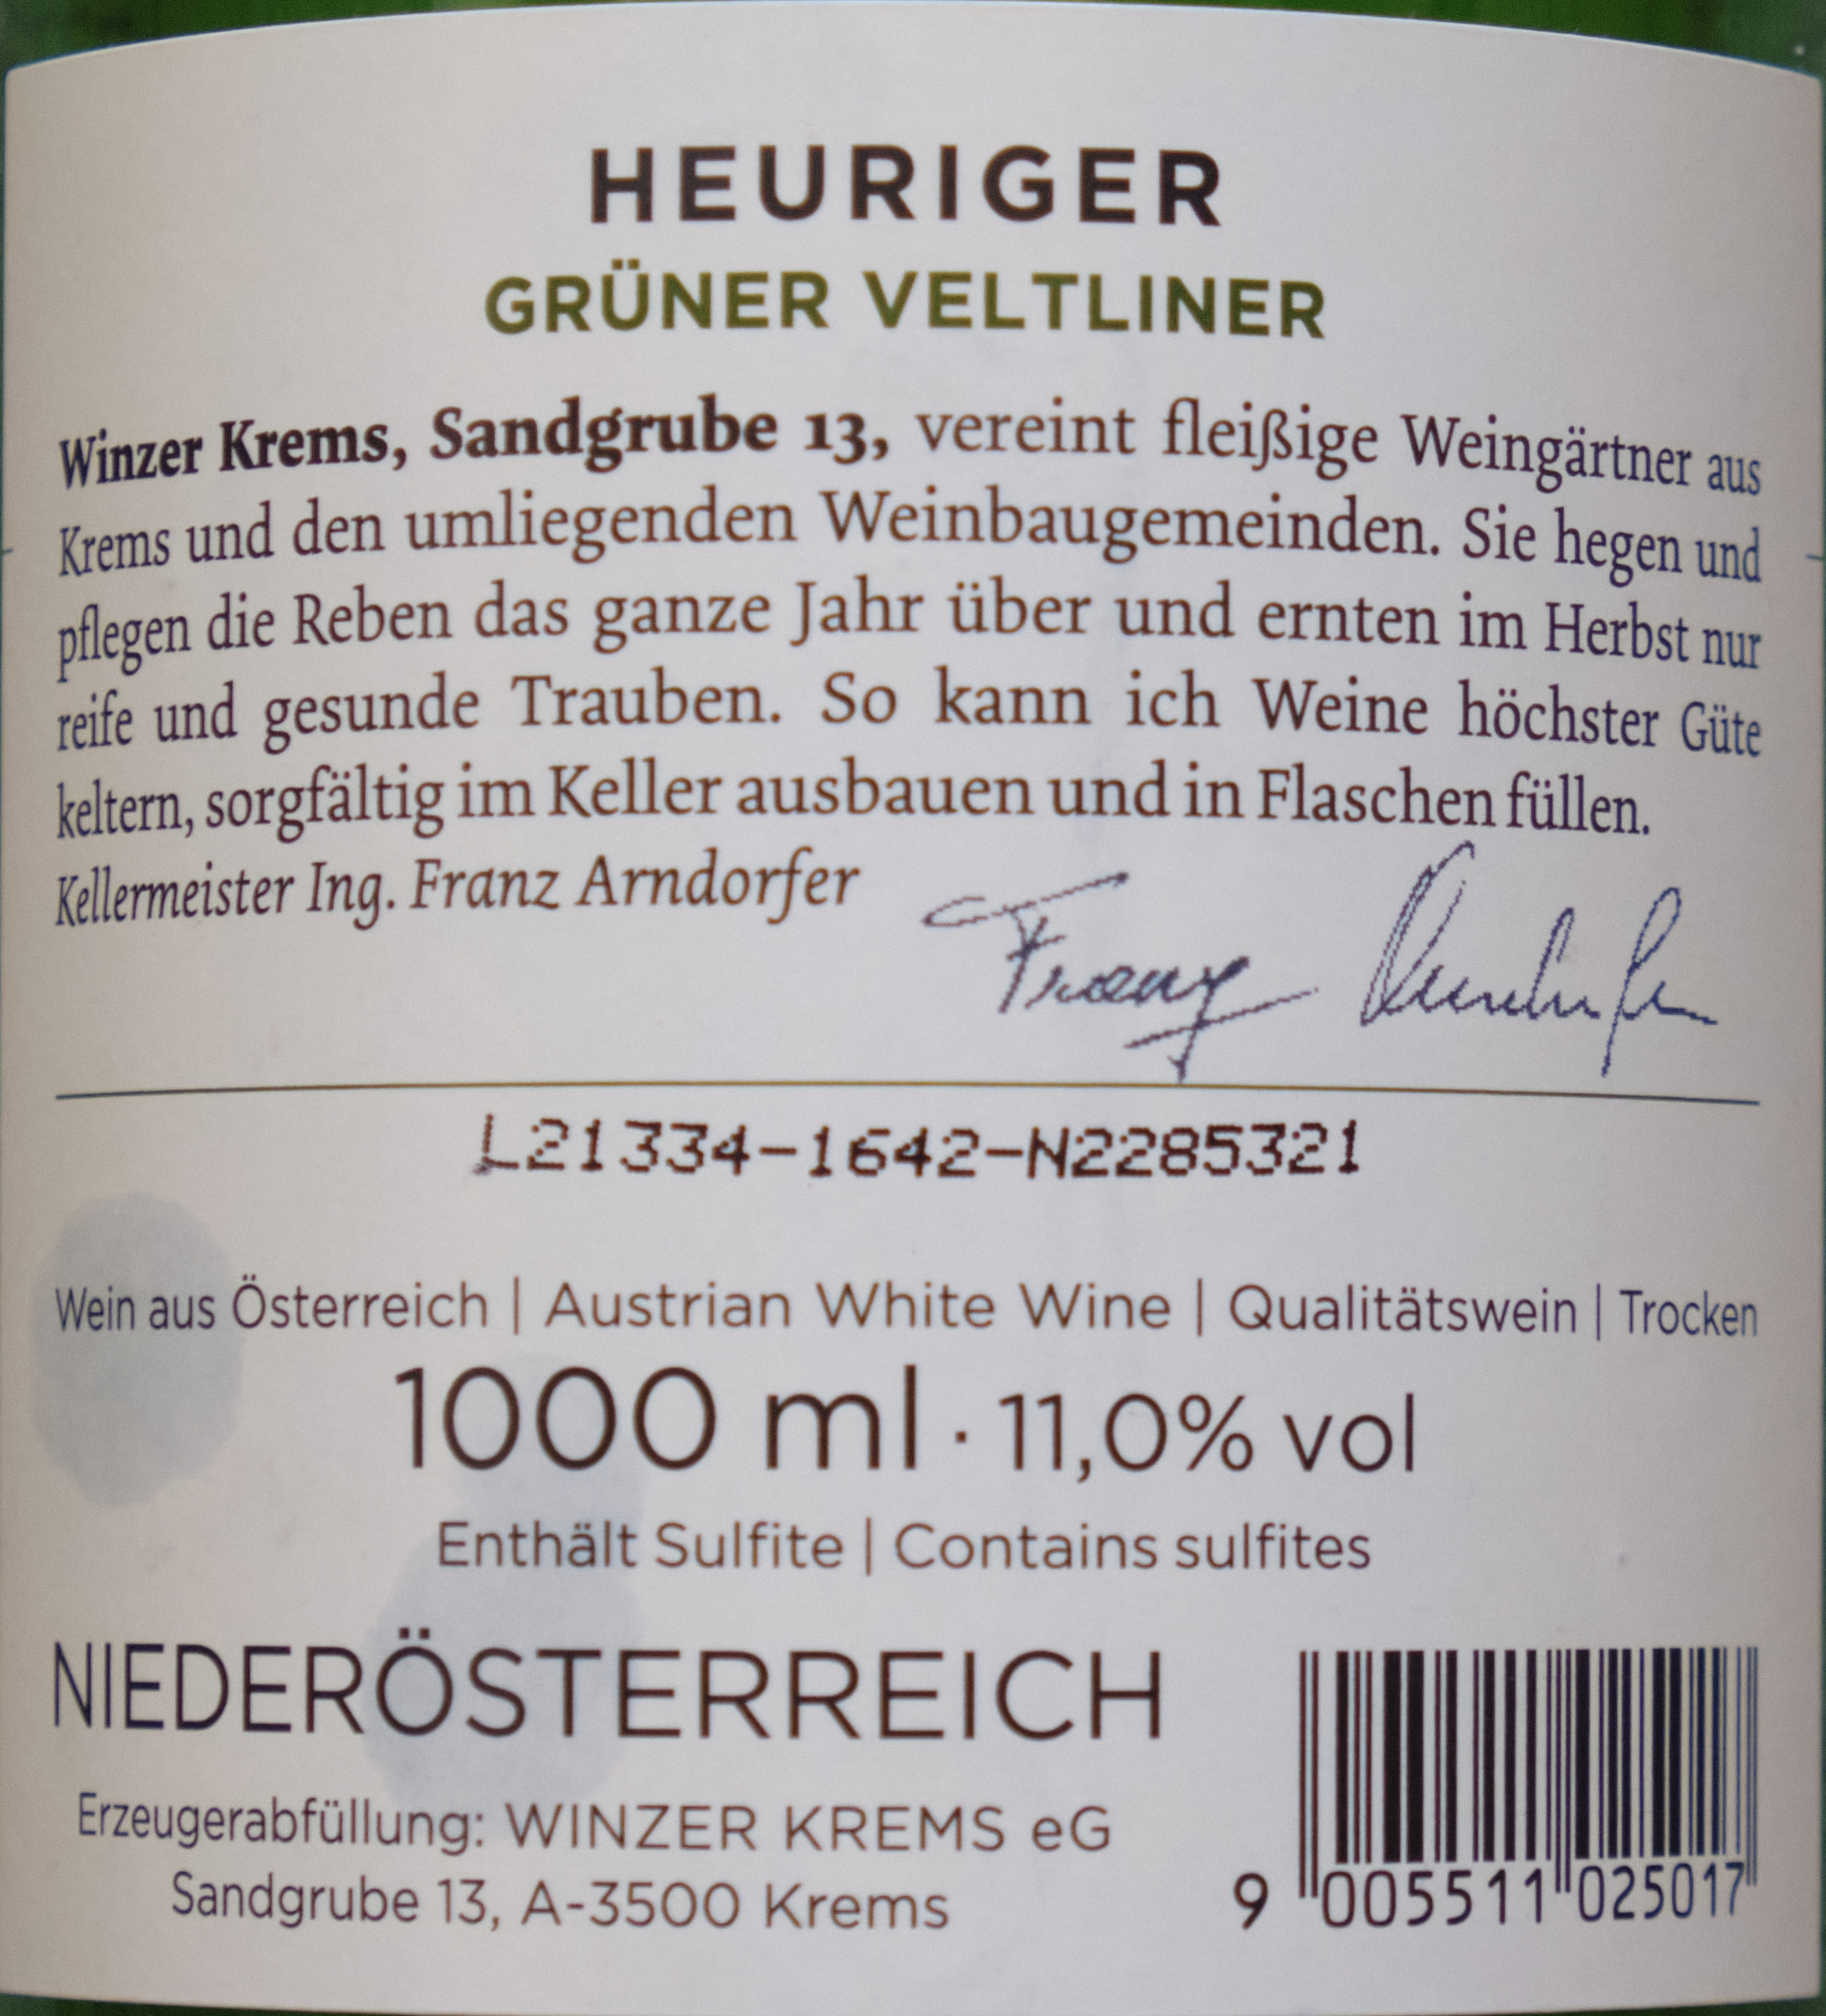 HEURIGER
GRÜNER VELTLINER
Winzer Krems, Sandgrube 13, vereint fleißige Weingärtner aus
Krems und den umliegenden Weinbaugemeinden. Sie hegen und
pflegen die Reben das ganze Jahr über und ernten im Herbst nur
reife und gesunde Trauben. So kann ich Weine höchster Güte
keltern, sorgfältig im Keller ausbauen und in Flaschen füllen.
Kellermeister Ing. Franz Arndorfer
Franz Arndorfer
L21334-1642-N2285321
Wein aus Österreich | Austrian White Wine | Qualitätswein | Trocken
1000 ml · 11,0% vol
Enthält Sulfite | Contains sulfites
NIEDERÖSTERREICH
Erzeugerabfüllung: WINZER KREMS eG
Sandgrube 13, A-3500 Krems
9 005511 025017